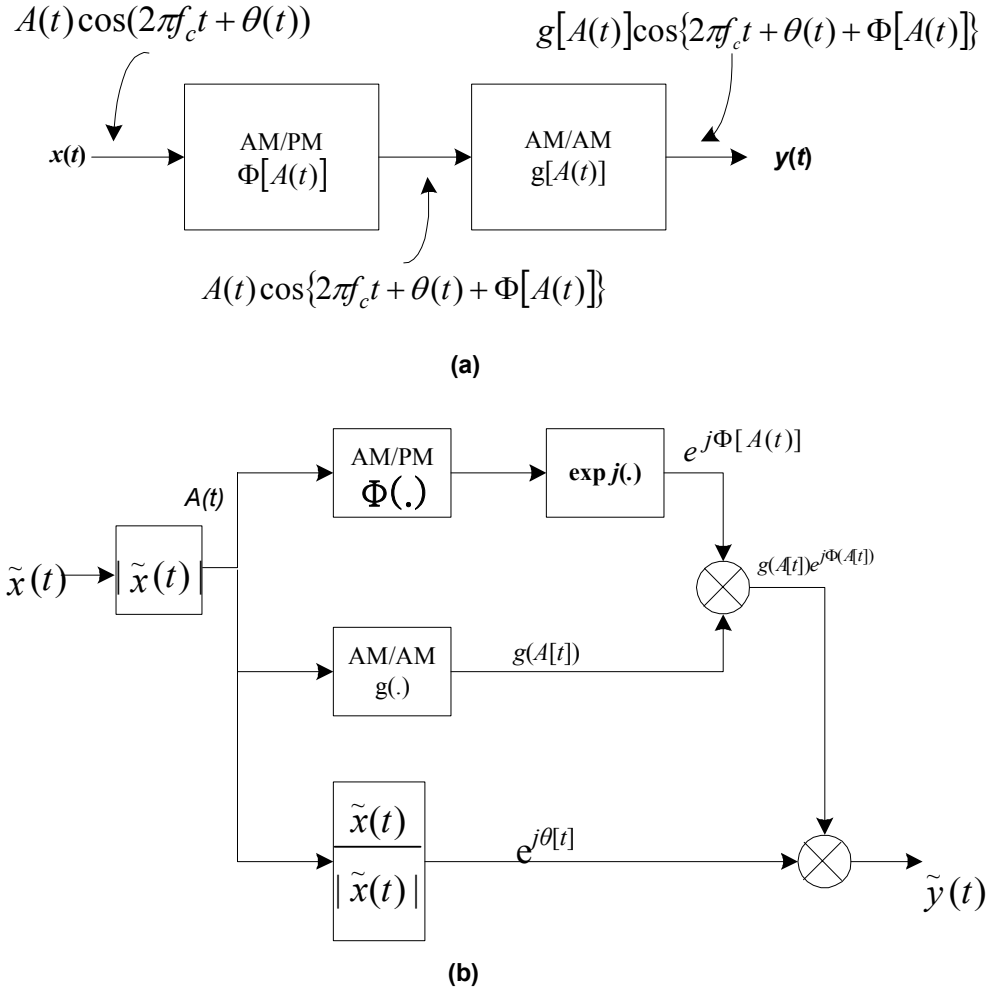 A(t)cos(2πf_c t + θ(t))
g[A(t)]cos{2πf_c t + θ(t) + Φ[A(t)]}
x(t)
AM/PM
Φ[A(t)]
AM/AM
g[A(t)]
y(t)
A(t)cos{2πf_c t + θ(t) + Φ[A(t)]}
(a)
AM/PM
Φ(.)
exp j(.)
e^{jΦ[A(t)]}
A(t)
x̃(t)
| x̃(t) |
g(A[t])e^{jΦ(A[t])}
AM/AM
g(.)
g(A[t])
x̃(t)
| x̃(t) |
e^{jθ[t]}
ỹ(t)
(b)